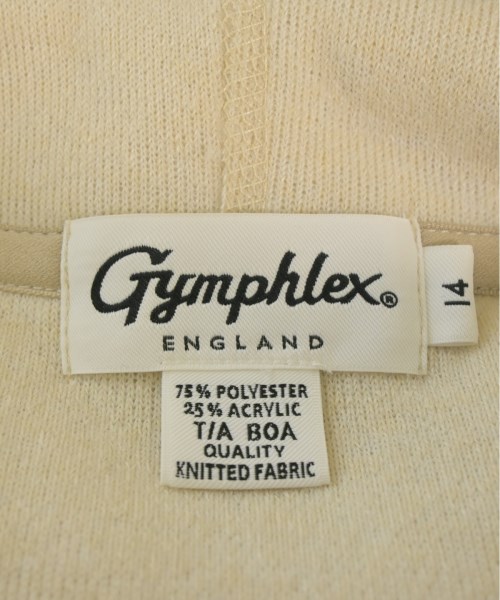 Gymphlex®
ENGLAND
14
75% POLYESTER
25% ACRYLIC
T/A BOA
QUALITY
KNITTED FABRIC